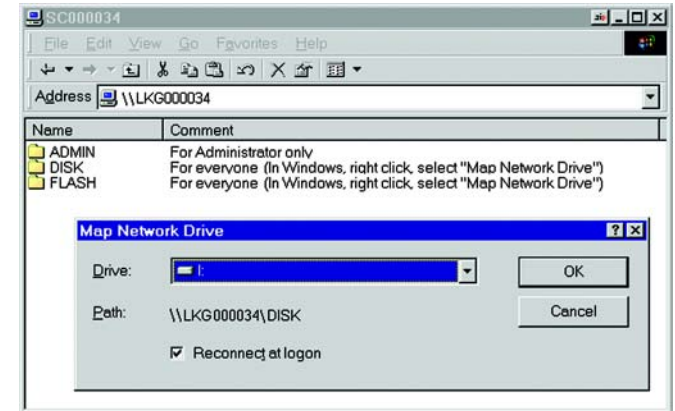 SC000034
File Edit View Go Favorites Help
Address \\LKG000034
Name Comment
ADMIN For Administrator only
DISK For everyone (In Windows, right click, select "Map Network Drive")
FLASH For everyone (In Windows, right click, select "Map Network Drive")
Map Network Drive
Drive: I: OK
Path: \\LKG000034\DISK Cancel
Reconnect at logon